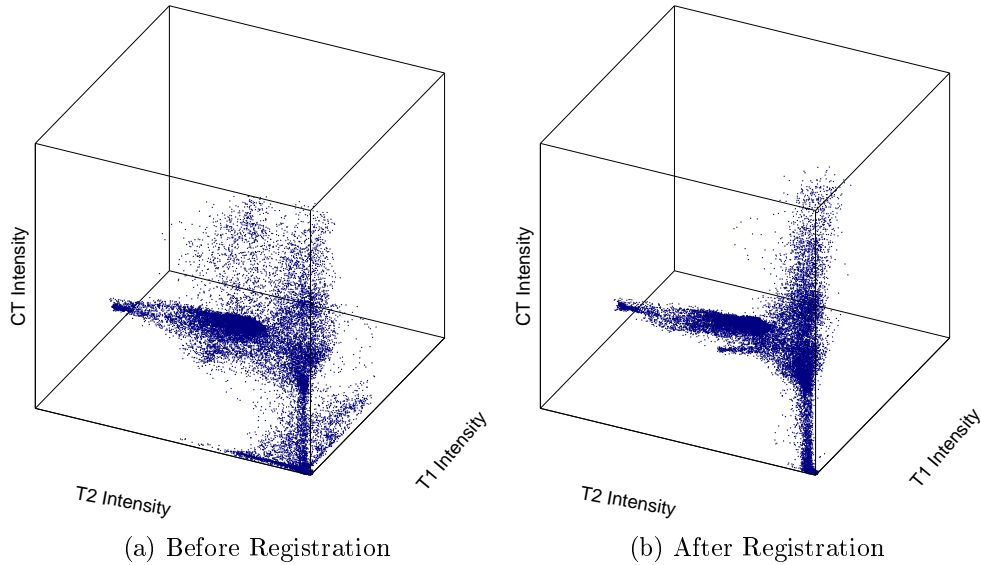 CT Intensity
T2 Intensity
T1 Intensity
(a) Before Registration
CT Intensity
T2 Intensity
T1 Intensity
(b) After Registration